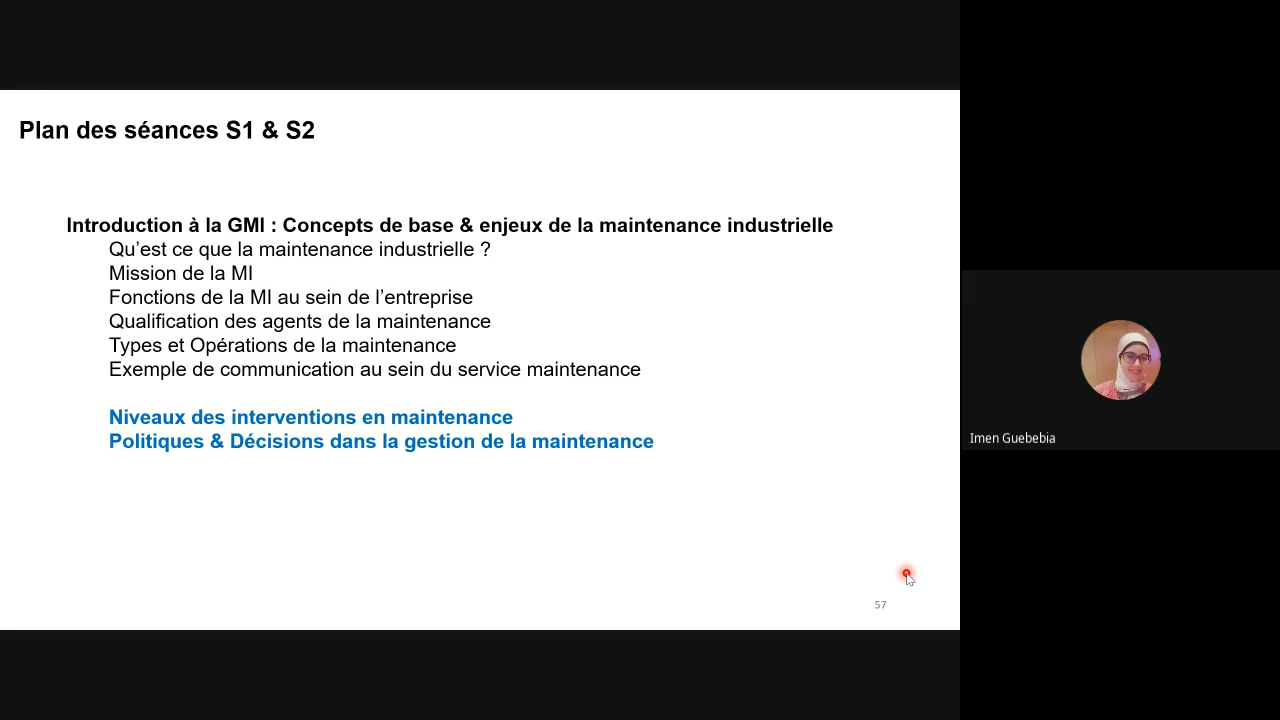 Plan des séances S1 & S2
Introduction à la GMI : Concepts de base & enjeux de la maintenance industrielle
Qu’est ce que la maintenance industrielle ?
Mission de la MI
Fonctions de la MI au sein de l’entreprise
Qualification des agents de la maintenance
Types et Opérations de la maintenance
Exemple de communication au sein du service maintenance
Niveaux des interventions en maintenance
Politiques & Décisions dans la gestion de la maintenance
57
Imen Guebebia